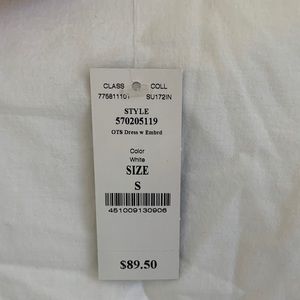 CLASS COLL
775811101 SU172IN
STYLE
570205119
OTS Dress w Embrd
Color
White
SIZE
S
451009130906
$89.50